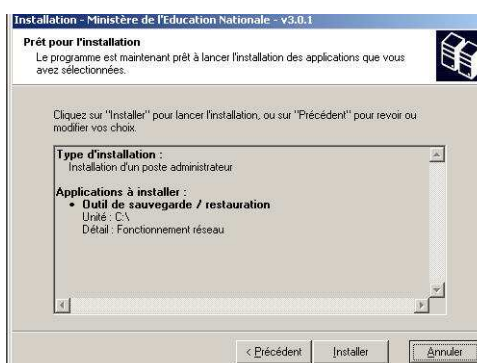 Installation - Ministère de l'Education Nationale - v3.0.1
Prêt pour l'installation
Le programme est maintenant prêt à lancer l'installation des applications que vous
avez sélectionnées.
Cliquez sur "Installer" pour lancer l'installation, ou sur "Précédent" pour revoir ou
modifier vos choix.
Type d'installation :
Installation d'un poste administrateur
Applications à installer :
• Outil de sauvegarde / restauration
Unité : C:\
Détail : Fonctionnement réseau
< Précédent
Installer
Annuler